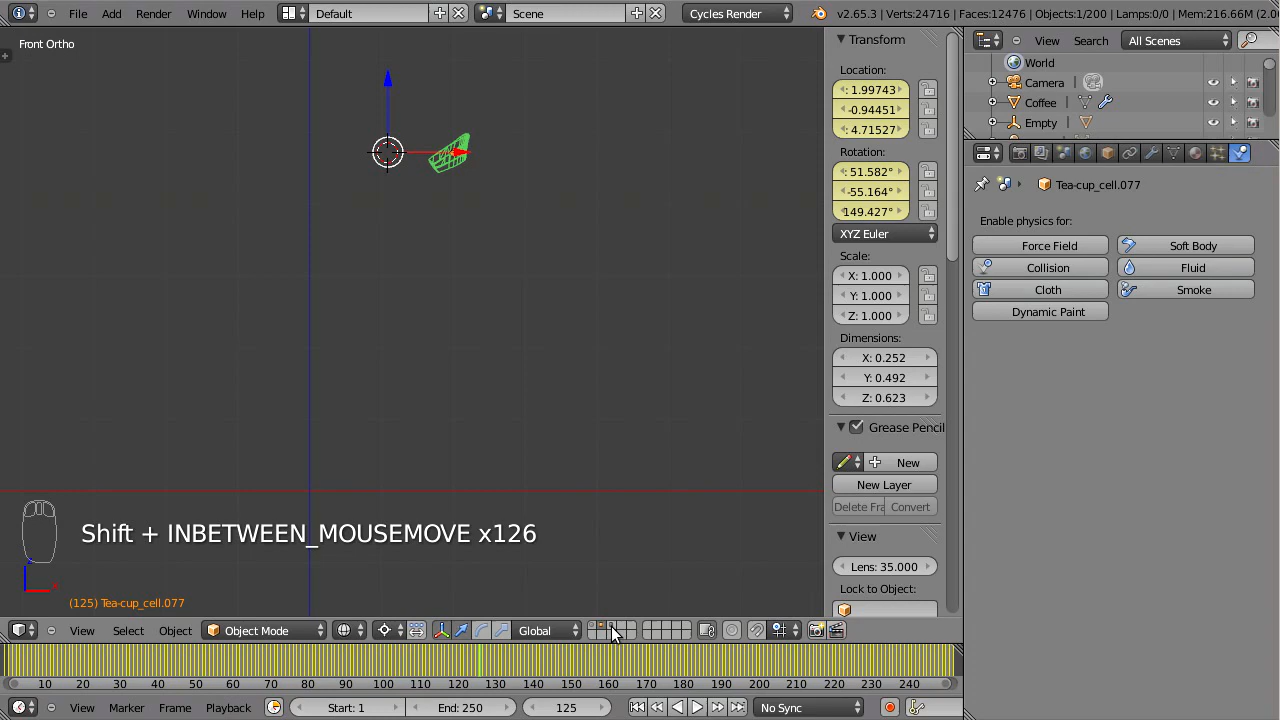 File Add Render Window Help Default Scene Cycles Render v2.65.3 | Verts:24716 | Faces:12476 | Objects:1/200 | Lamps:0/0 | Mem:216.66M
Front Ortho
Transform
View Search All Scenes
World
Camera
Coffee
Empty
Location:
: 1.99743
-0.94451
: 4.71527
Rotation:
: 51.582°
-55.164°
149.427°
XYZ Euler
Scale:
X: 1.000
Y: 1.000
Z: 1.000
Dimensions:
X: 0.252
Y: 0.492
Z: 0.623
Grease Pencil
New
New Layer
Delete Fra Convert
View
Lens: 35.000
Lock to Object:
Tea-cup_cell.077
Enable physics for:
Force Field Soft Body
Collision Fluid
Cloth Smoke
Dynamic Paint
Shift + INBETWEEN_MOUSEMOVE x126
(125) Tea-cup_cell.077
View Select Object Object Mode Global
10 20 30 40 50 60 70 80 90 100 110 120 130 140 150 160 170 180 190 200 210 220 230 240
View Marker Frame Playback Start: 1 End: 250 125 No Sync